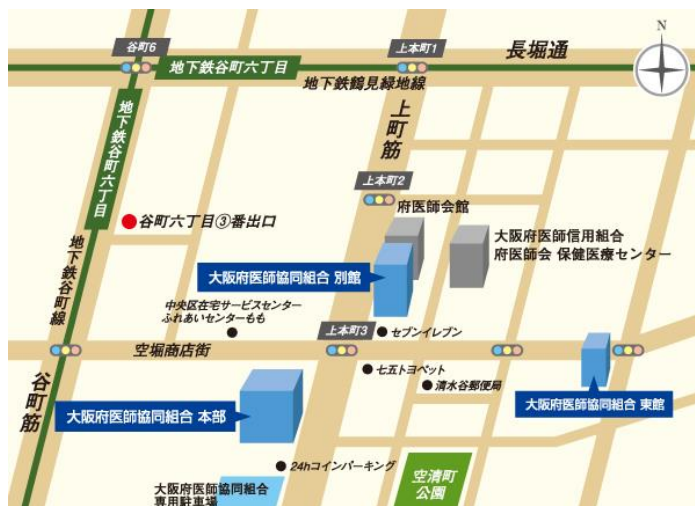 谷町6
上本町1
長堀通
N
地下鉄谷町六丁目
地下鉄鶴見緑地線
地下鉄谷町六丁目
上町筋
上本町2
府医師会館
谷町六丁目③番出口
大阪府医師信用組合
府医師会 保健医療センター
地下鉄谷町線
大阪府医師協同組合 別館
中央区在宅サービスセンター
ふれあいセンターもも
上本町3
セブンイレブン
空堀商店街
七五トヨペット
清水谷郵便局
谷町筋
大阪府医師協同組合 東館
大阪府医師協同組合 本部
24hコインパーキング
空清町
公園
大阪府医師協同組合
専用駐車場